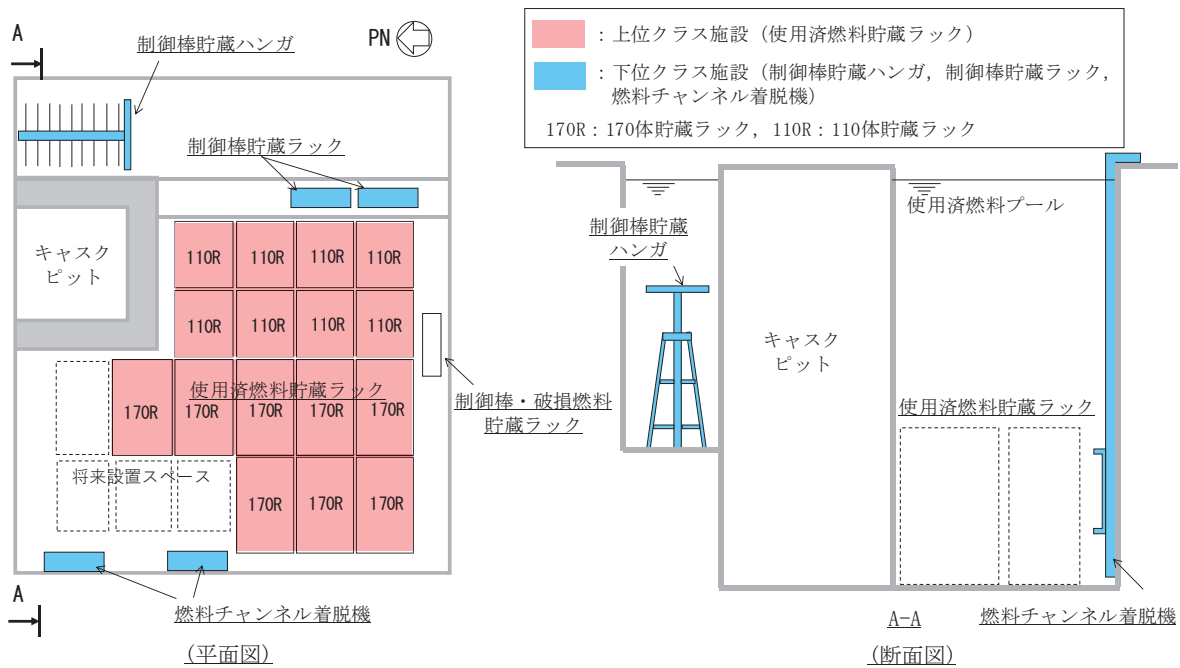 A
制御棒貯蔵ハンガ
PN
制御棒貯蔵ラック
キャスク
ピット
110R 110R 110R 110R
110R 110R 110R 110R
使用済燃料貯蔵ラック
170R 170R 170R 170R 170R
制御棒・破損燃料
貯蔵ラック
将来設置スペース
170R 170R 170R
A
燃料チャンネル着脱機
(平面図)
：上位クラス施設（使用済燃料貯蔵ラック）
：下位クラス施設（制御棒貯蔵ハンガ，制御棒貯蔵ラック，
燃料チャンネル着脱機）
170R：170体貯蔵ラック，110R：110体貯蔵ラック
使用済燃料プール
制御棒貯蔵
ハンガ
キャスク
ピット
使用済燃料貯蔵ラック
燃料チャンネル着脱機
A-A
(断面図)